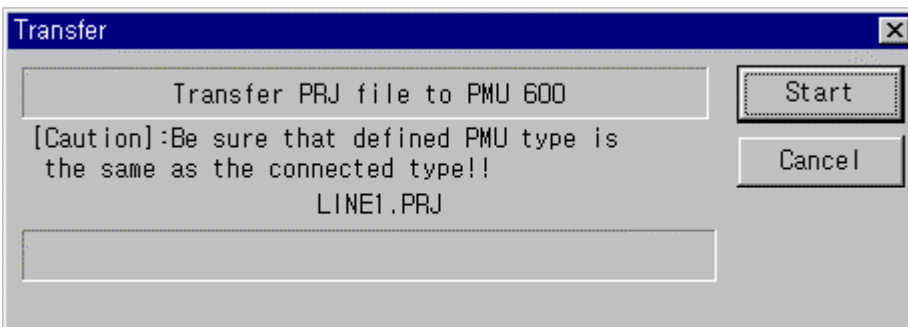 Transfer
Transfer PRJ file to PMU 600
Start
[Caution]:Be sure that defined PMU type is
the same as the connected type!!
Cancel
LINE1.PRJ